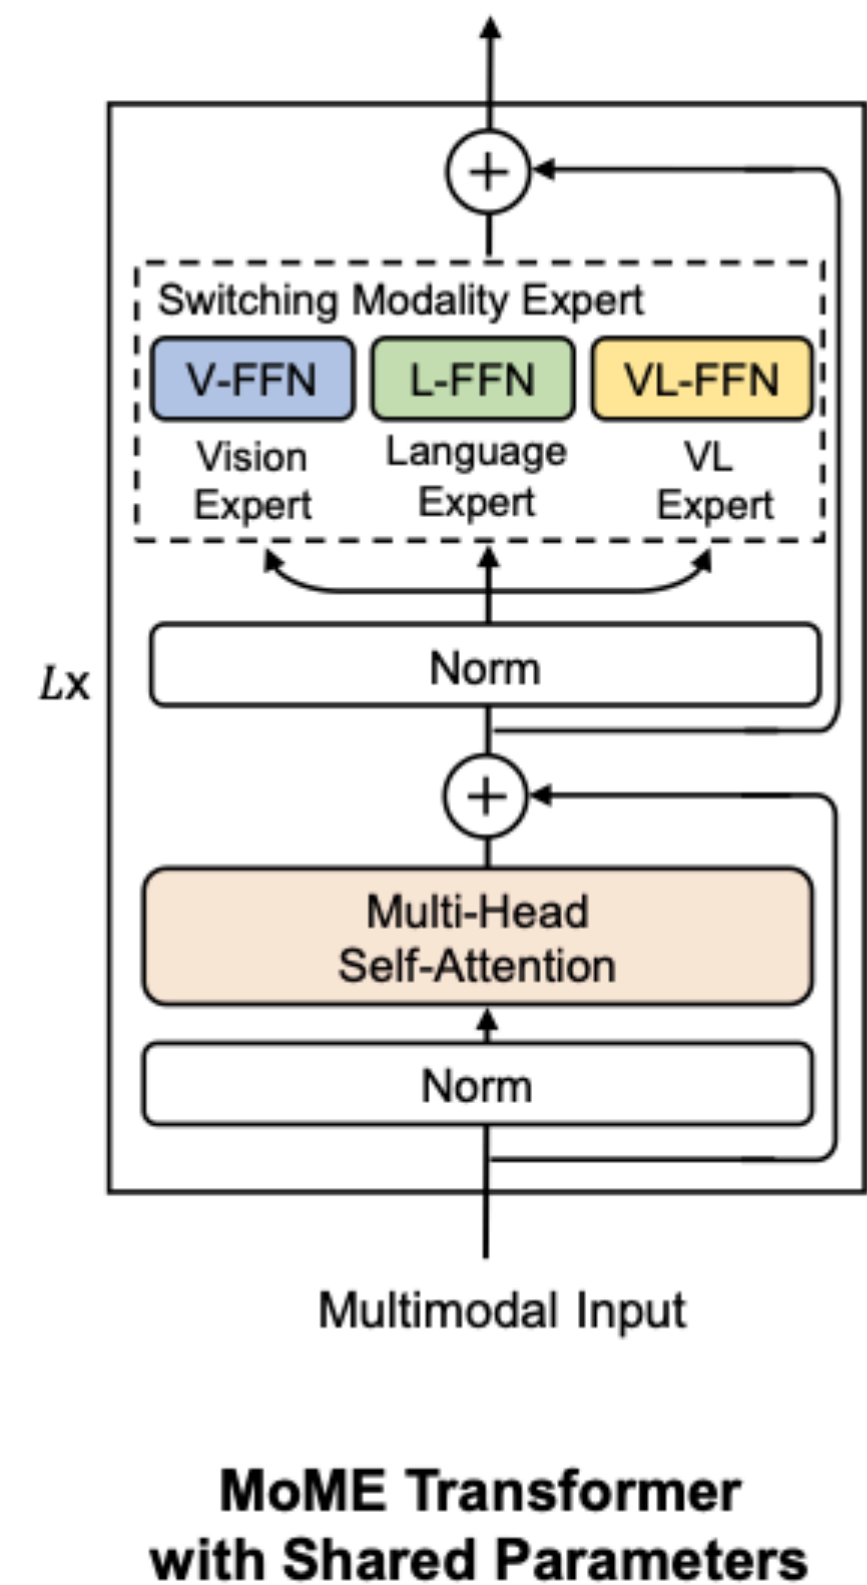 +
Switching Modality Expert
V-FFN L-FFN VL-FFN
Vision Language VL
Expert Expert Expert
Norm
Lx
+
Multi-Head
Self-Attention
Norm
Multimodal Input
MoME Transformer
with Shared Parameters